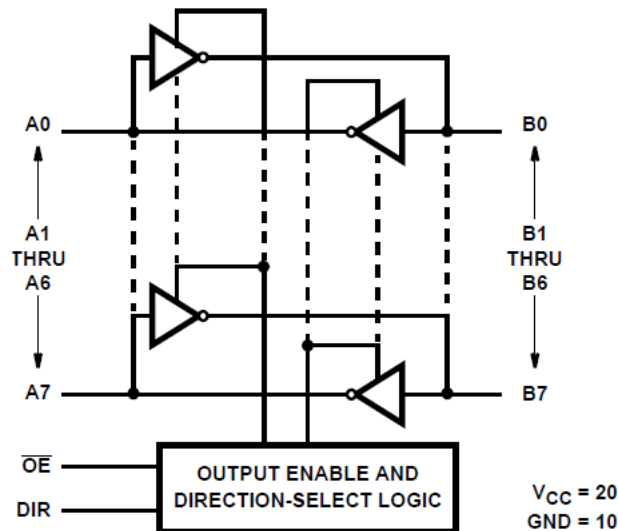 A0
B0
A1
THRU
A6
B1
THRU
B6
A7
B7
O̅E̅
DIR
OUTPUT ENABLE AND
DIRECTION-SELECT LOGIC
VCC = 20
GND = 10